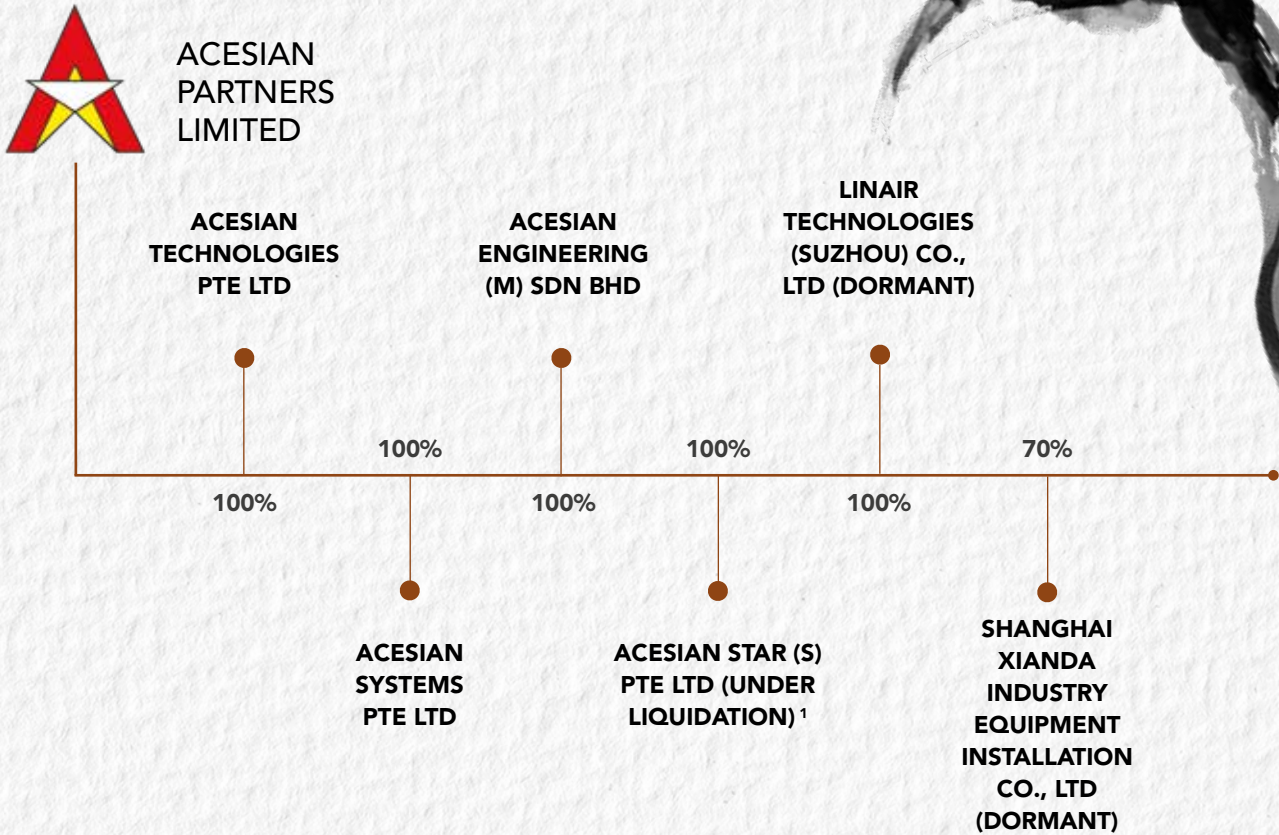 ACESIAN
PARTNERS
LIMITED
ACESIAN
TECHNOLOGIES
PTE LTD
ACESIAN
ENGINEERING
(M) SDN BHD
LINAIR
TECHNOLOGIES
(SUZHOU) CO.,
LTD (DORMANT)
100%
100%
70%
100%
100%
100%
ACESIAN
SYSTEMS
PTE LTD
ACESIAN STAR (S)
PTE LTD (UNDER
LIQUIDATION) ¹
SHANGHAI
XIANDA
INDUSTRY
EQUIPMENT
INSTALLATION
CO., LTD
(DORMANT)